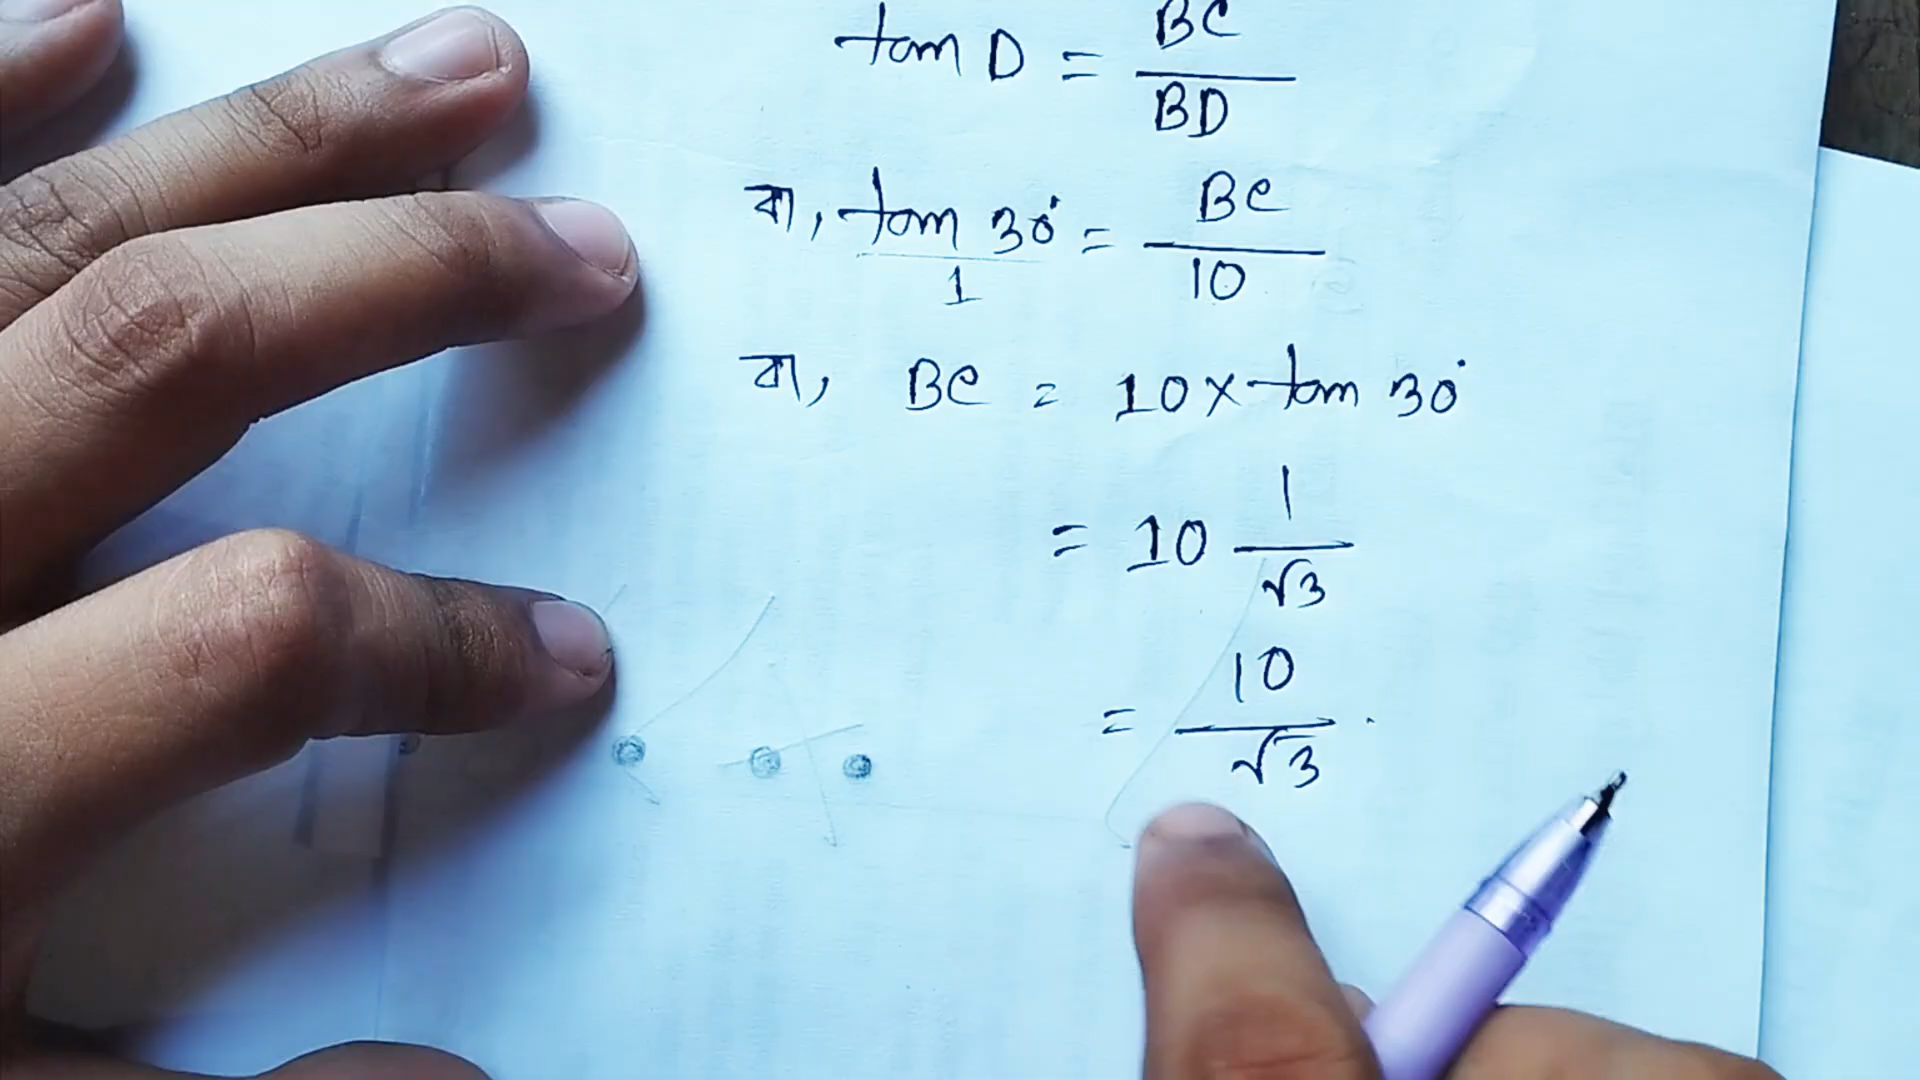 tan D = BC / BD
বা, tan 30° / 1 = BC / 10
বা, BC = 10 × tan 30°
= 10 1 / √3
= 10 / √3 .